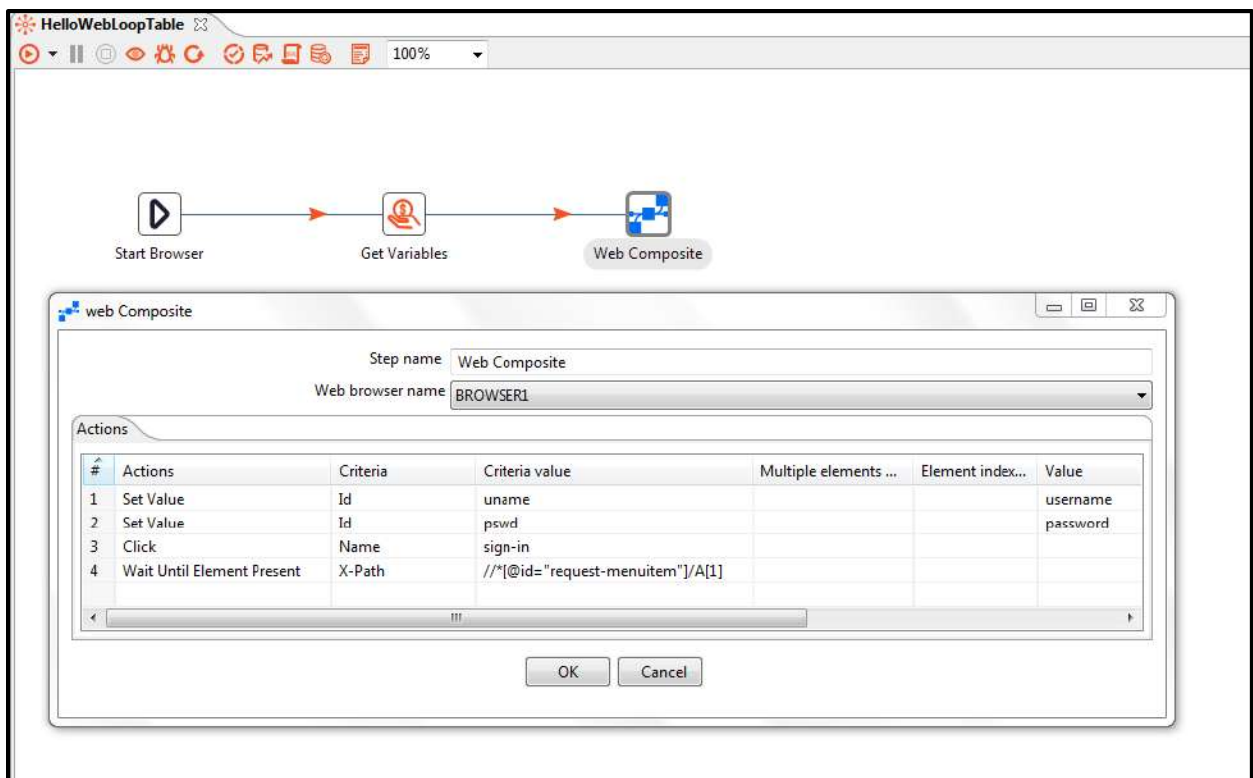 HelloWebLoopTable
100%
Start Browser Get Variables Web Composite
web Composite
Step name Web Composite
Web browser name BROWSER1
Actions
# Actions Criteria Criteria value Multiple elements ... Element index... Value
1 Set Value Id uname username
2 Set Value Id pswd password
3 Click Name sign-in
4 Wait Until Element Present X-Path //*[@id="request-menuitem"]/A[1]
OK Cancel